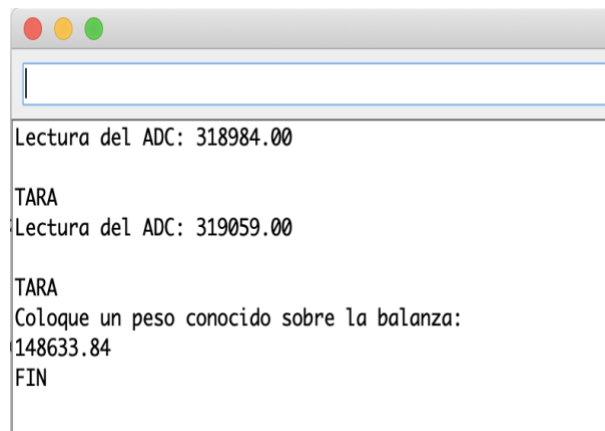 Lectura del ADC: 318984.00
TARA
Lectura del ADC: 319059.00
TARA
Coloque un peso conocido sobre la balanza:
148633.84
FIN